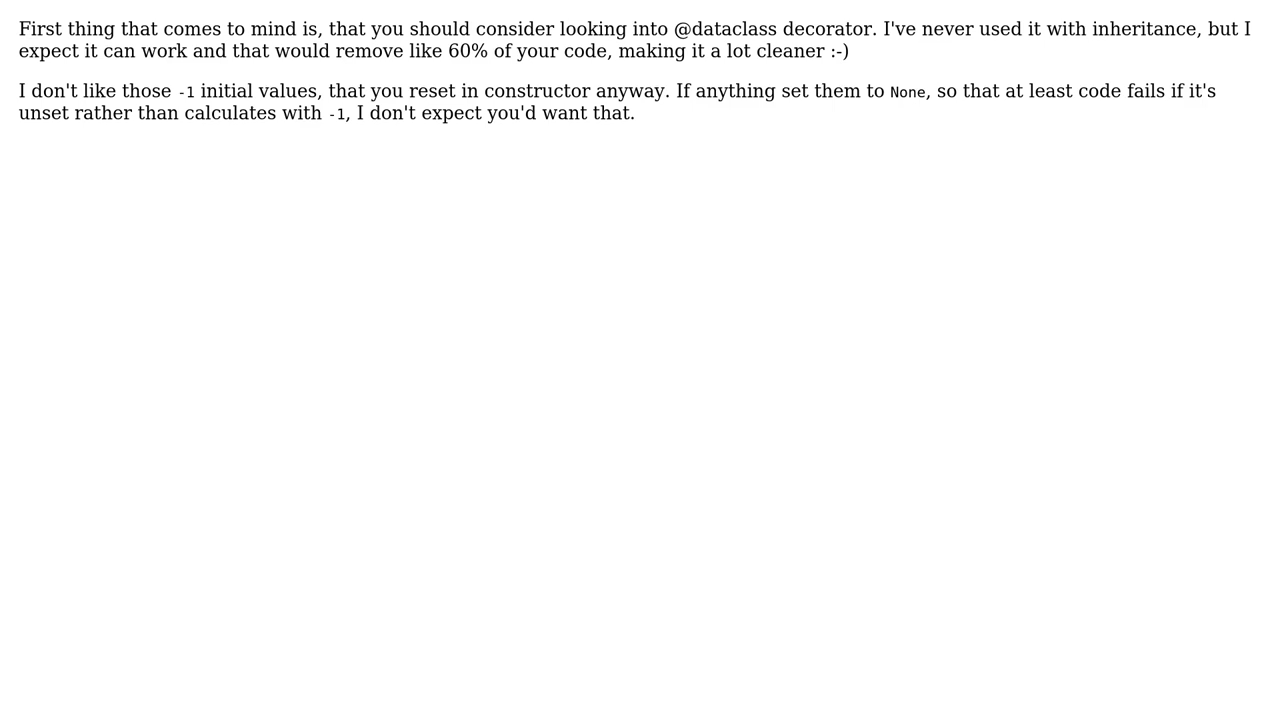 First thing that comes to mind is, that you should consider looking into @dataclass decorator. I've never used it with inheritance, but I
expect it can work and that would remove like 60% of your code, making it a lot cleaner :-)
I don't like those -1 initial values, that you reset in constructor anyway. If anything set them to None, so that at least code fails if it's
unset rather than calculates with -1, I don't expect you'd want that.